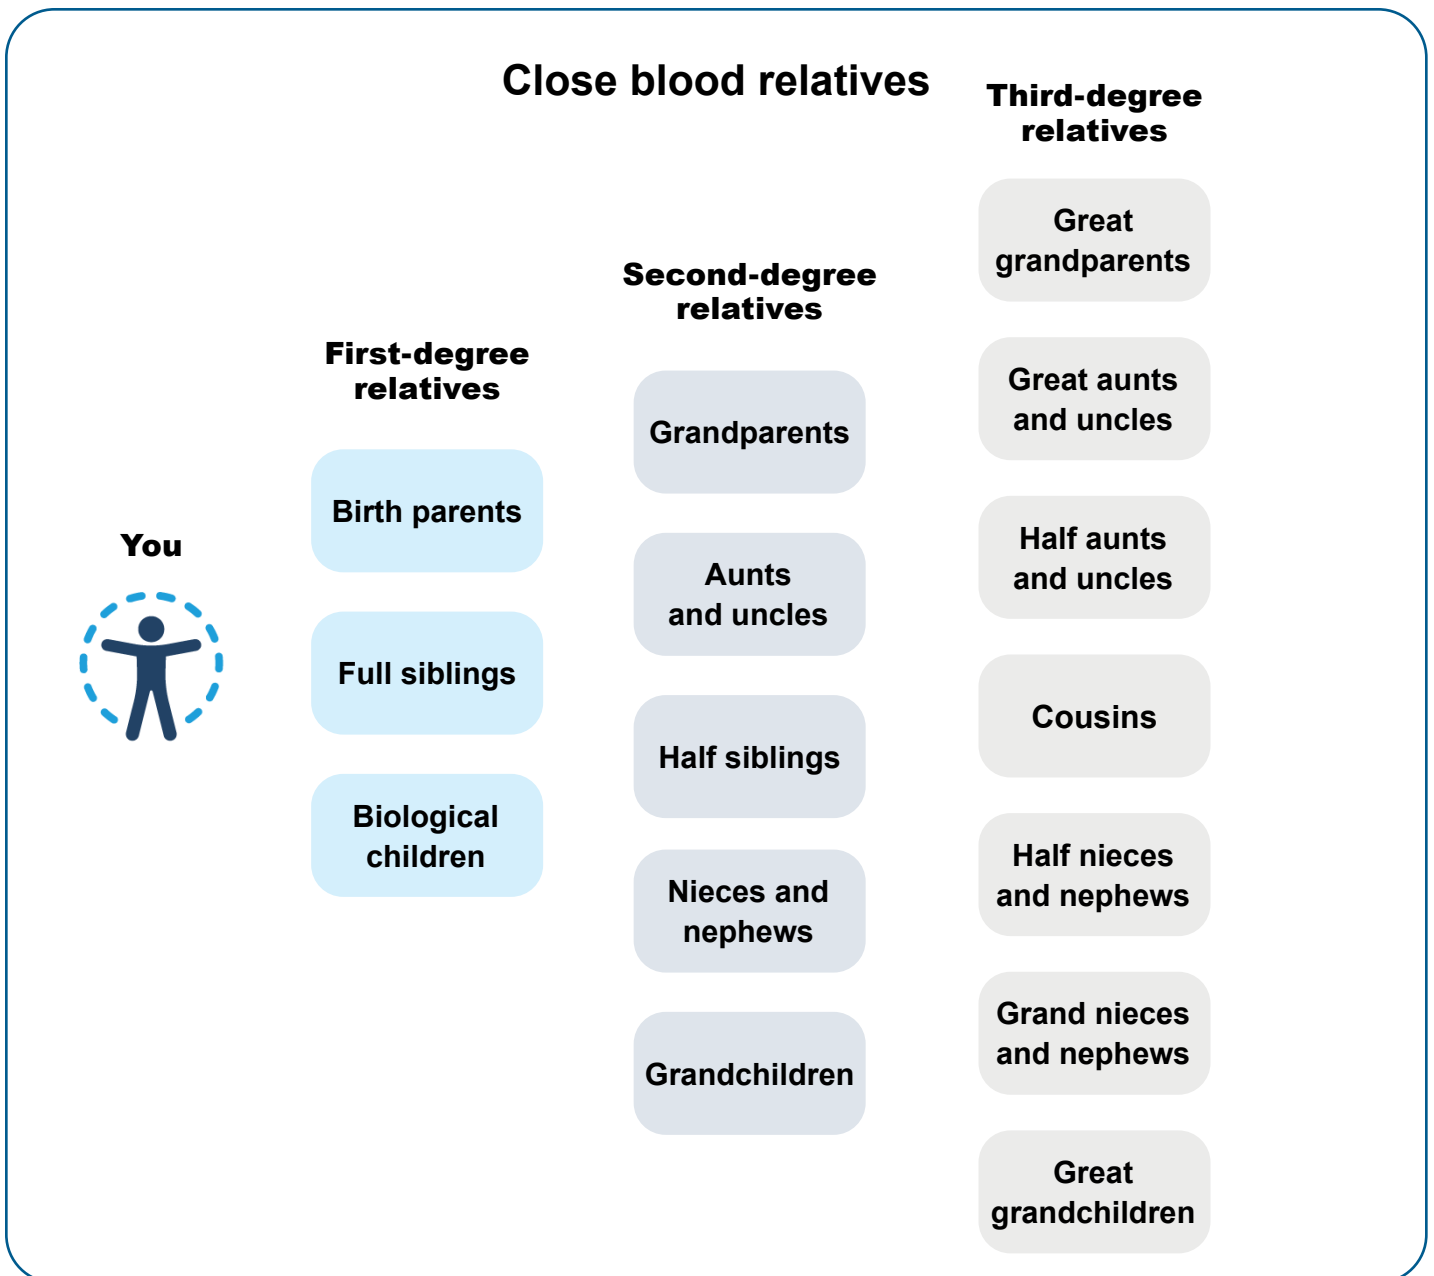 Close blood relatives
You
First-degree
relatives
Birth parents
Full siblings
Biological
children
Second-degree
relatives
Grandparents
Aunts
and uncles
Half siblings
Nieces and
nephews
Grandchildren
Third-degree
relatives
Great
grandparents
Great aunts
and uncles
Half aunts
and uncles
Cousins
Half nieces
and nephews
Grand nieces
and nephews
Great
grandchildren